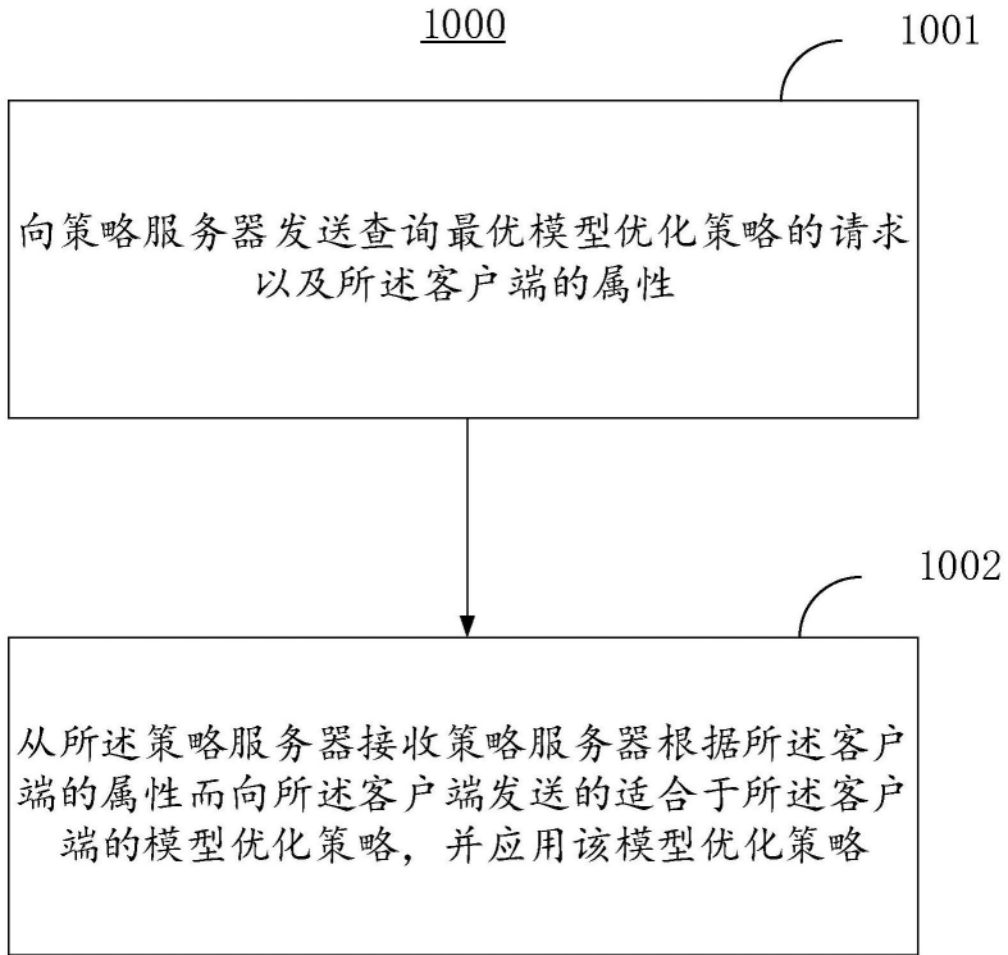 1000
1001
向策略服务器发送查询最优模型优化策略的请求
以及所述客户端的属性
1002
从所述策略服务器接收策略服务器根据所述客户
端的属性而向所述客户端发送的适合于所述客户
端的模型优化策略，并应用该模型优化策略